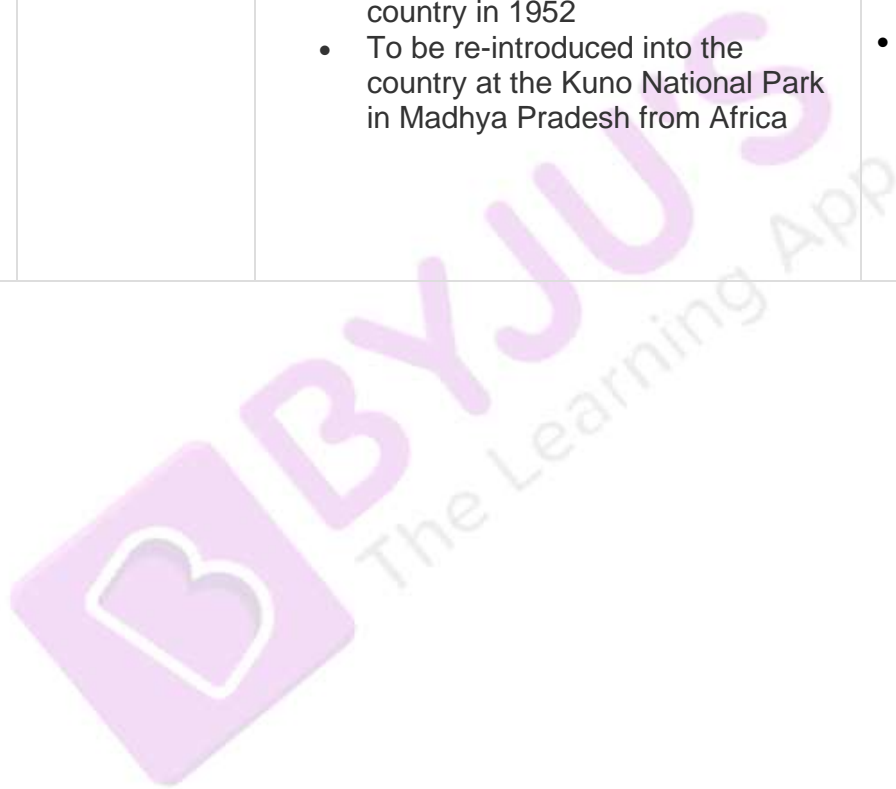 country in 1952
• To be re-introduced into the
country at the Kuno National Park
in Madhya Pradesh from Africa
•
BYJU'S
The Learning App